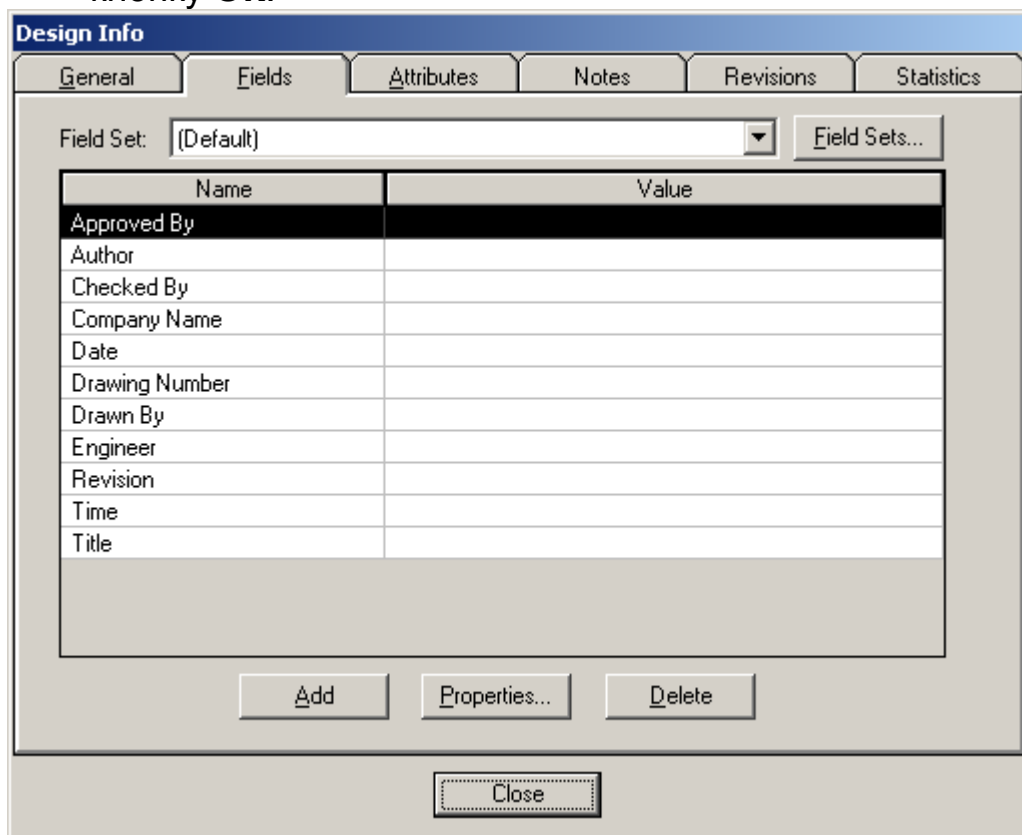 Design Info
General Fields Attributes Notes Revisions Statistics
Field Set: (Default) Field Sets...
Name Value
Approved By
Author
Checked By
Company Name
Date
Drawing Number
Drawn By
Engineer
Revision
Time
Title
Add Properties... Delete
Close